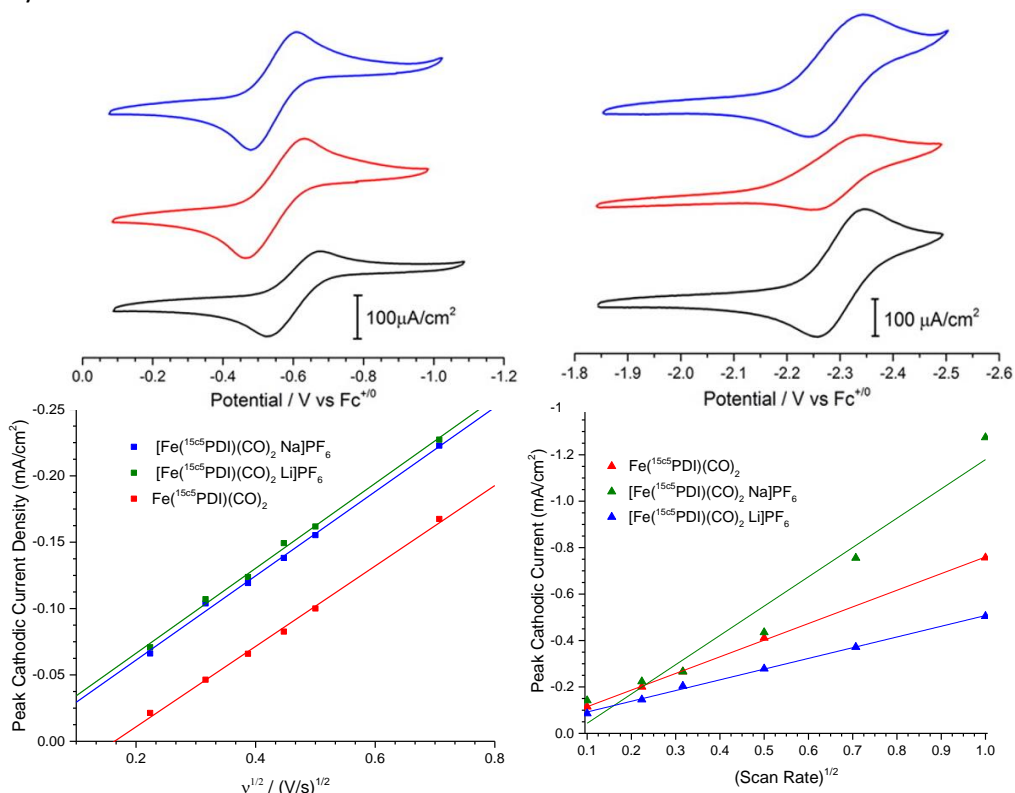 100μA/cm²
0.0 -0.2 -0.4 -0.6 -0.8 -1.0 -1.2
Potential / V vs Fc⁺/⁰
100 μA/cm²
-1.8 -1.9 -2.0 -2.1 -2.2 -2.3 -2.4 -2.5 -2.6
Potential / V vs Fc⁺/⁰
Peak Cathodic Current Density (mA/cm²)
-0.25
-0.20
-0.15
-0.10
-0.05
0.00
[Fe(¹⁵ᶜ⁵PDI)(CO)₂ Na]PF₆
[Fe(¹⁵ᶜ⁵PDI)(CO)₂ Li]PF₆
Fe(¹⁵ᶜ⁵PDI)(CO)₂
0.2 0.4 0.6 0.8
ν¹/² / (V/s)¹/²
Peak Cathodic Current (mA/cm²)
-1
-1.2
-1.0
-0.8
-0.6
-0.4
-0.2
0.0
Fe(¹⁵ᶜ⁵PDI)(CO)₂
[Fe(¹⁵ᶜ⁵PDI)(CO)₂ Na]PF₆
[Fe(¹⁵ᶜ⁵PDI)(CO)₂ Li]PF₆
0.1 0.2 0.3 0.4 0.5 0.6 0.7 0.8 0.9 1.0
(Scan Rate)¹/²